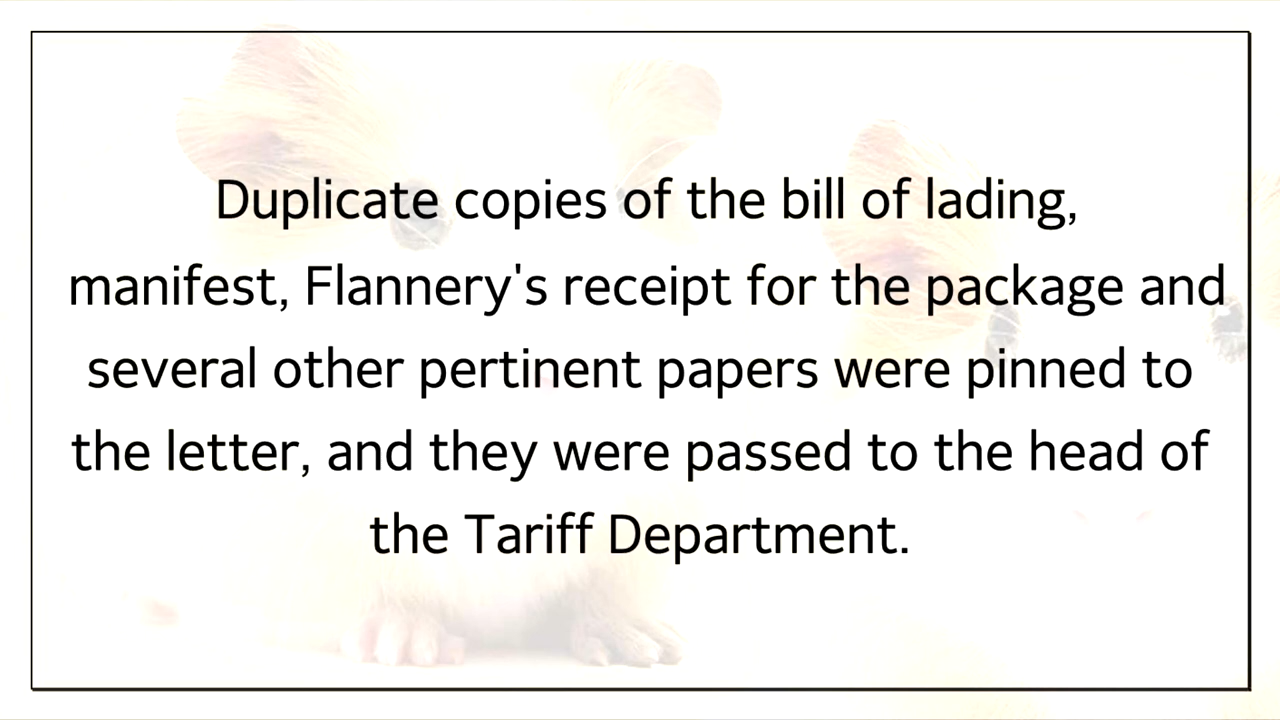 Duplicate copies of the bill of lading,
manifest, Flannery's receipt for the package and
several other pertinent papers were pinned to
the letter, and they were passed to the head of
the Tariff Department.